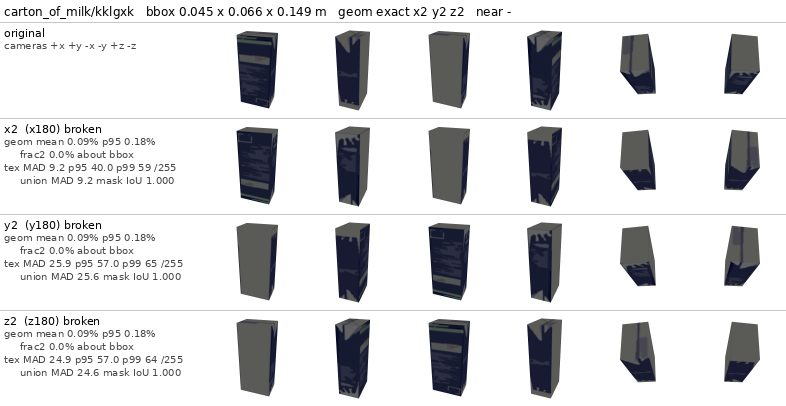 carton_of_milk/kklgxk   bbox 0.045 x 0.066 x 0.149 m   geom exact x2 y2 z2   near -
original
cameras +x +y -x -y +z -z
x2  (x180) broken
geom mean 0.09% p95 0.18%
frac2 0.0% about bbox
tex MAD 9.2 p95 40.0 p99 59 /255
union MAD 9.2 mask IoU 1.000
y2  (y180) broken
geom mean 0.09% p95 0.18%
frac2 0.0% about bbox
tex MAD 25.9 p95 57.0 p99 65 /255
union MAD 25.6 mask IoU 1.000
z2  (z180) broken
geom mean 0.09% p95 0.18%
frac2 0.0% about bbox
tex MAD 24.9 p95 57.0 p99 64 /255
union MAD 24.6 mask IoU 1.000